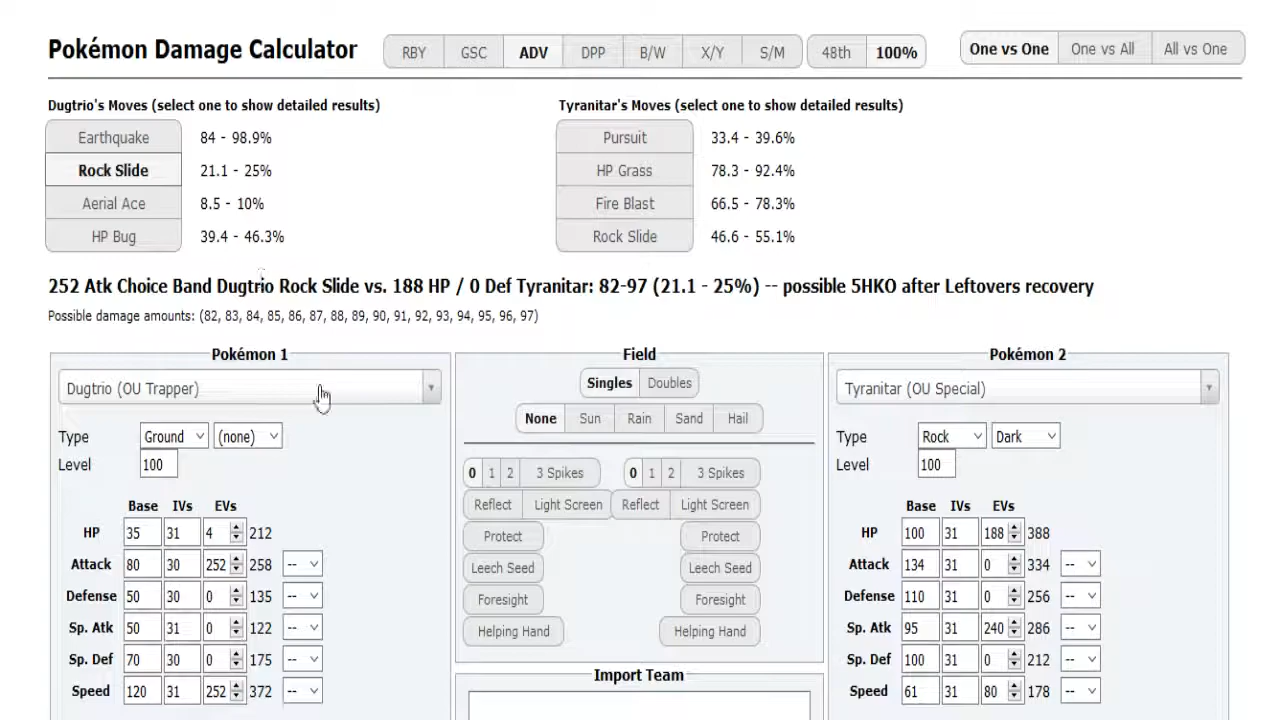 Pokémon Damage Calculator RBY GSC ADV DPP B/W X/Y S/M 48th 100% One vs One One vs All All vs One
Dugtrio's Moves (select one to show detailed results) Tyranitar's Moves (select one to show detailed results)
Earthquake 84 - 98.9% Pursuit 33.4 - 39.6%
Rock Slide 21.1 - 25% HP Grass 78.3 - 92.4%
Aerial Ace 8.5 - 10% Fire Blast 66.5 - 78.3%
HP Bug 39.4 - 46.3% Rock Slide 46.6 - 55.1%
252 Atk Choice Band Dugtrio Rock Slide vs. 188 HP / 0 Def Tyranitar: 82-97 (21.1 - 25%) -- possible 5HKO after Leftovers recovery
Possible damage amounts: (82, 83, 84, 85, 86, 87, 88, 89, 90, 91, 92, 93, 94, 95, 96, 97)
Pokémon 1 Field Pokémon 2
Dugtrio (OU Trapper) Singles Doubles Tyranitar (OU Special)
None Sun Rain Sand Hail
Type Ground (none) Type Rock Dark
Level 100 Level 100
0 1 2 3 Spikes 0 1 2 3 Spikes
Base IVs EVs Reflect Light Screen Reflect Light Screen Base IVs EVs
HP 35 31 4 212 Protect Protect HP 100 31 188 388
Attack 80 30 252 258 -- Leech Seed Leech Seed Attack 134 31 0 334 --
Defense 50 30 0 135 -- Foresight Foresight Defense 110 31 0 256 --
Sp. Atk 50 31 0 122 -- Helping Hand Helping Hand Sp. Atk 95 31 240 286 --
Sp. Def 70 30 0 175 -- Sp. Def 100 31 0 212 --
Import Team
Speed 120 31 252 372 -- Speed 61 31 80 178 --